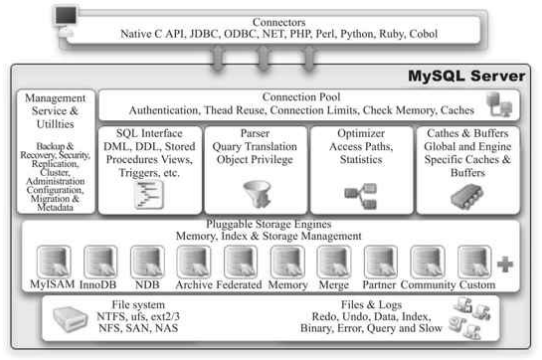 Connectors
Native C API, JDBC, ODBC, NET, PHP, Perl, Python, Ruby, Cobol
MySQL Server
Management
Service &
Utillties
Backup &
Recovery, Security,
Replication,
Cluster,
Administration
Configuration,
Migration &
Metadata
Connection Pool
Authentication, Thead Reuse, Connection Limits, Check Memory, Caches
SQL Interface
DML, DDL, Stored
Procedures Views,
Triggers, etc.
Parser
Quary Translation
Object Privilege
Optimizer
Access Paths,
Statistics
Cathes & Buffers
Global and Engine
Specific Caches &
Buffers
Pluggable Storage Engines
Memory, Index & Storage Management
MyISAM InnoDB NDB Archive Federated Memory Merge Partner Community Custom
File system
NTFS, ufs, ext2/3
NFS, SAN, NAS
Files & Logs
Redo, Undo, Data, Index,
Binary, Error, Query and Slow